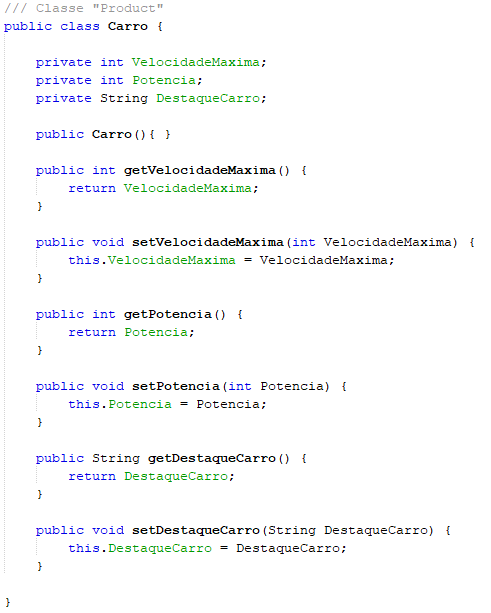 /// Classe "Product"
public class Carro {
private int VelocidadeMaxima;
private int Potencia;
private String DestaqueCarro;
public Carro(){ }
public int getVelocidadeMaxima() {
return VelocidadeMaxima;
}
public void setVelocidadeMaxima(int VelocidadeMaxima) {
this.VelocidadeMaxima = VelocidadeMaxima;
}
public int getPotencia() {
return Potencia;
}
public void setPotencia(int Potencia) {
this.Potencia = Potencia;
}
public String getDestaqueCarro() {
return DestaqueCarro;
}
public void setDestaqueCarro(String DestaqueCarro) {
this.DestaqueCarro = DestaqueCarro;
}
}